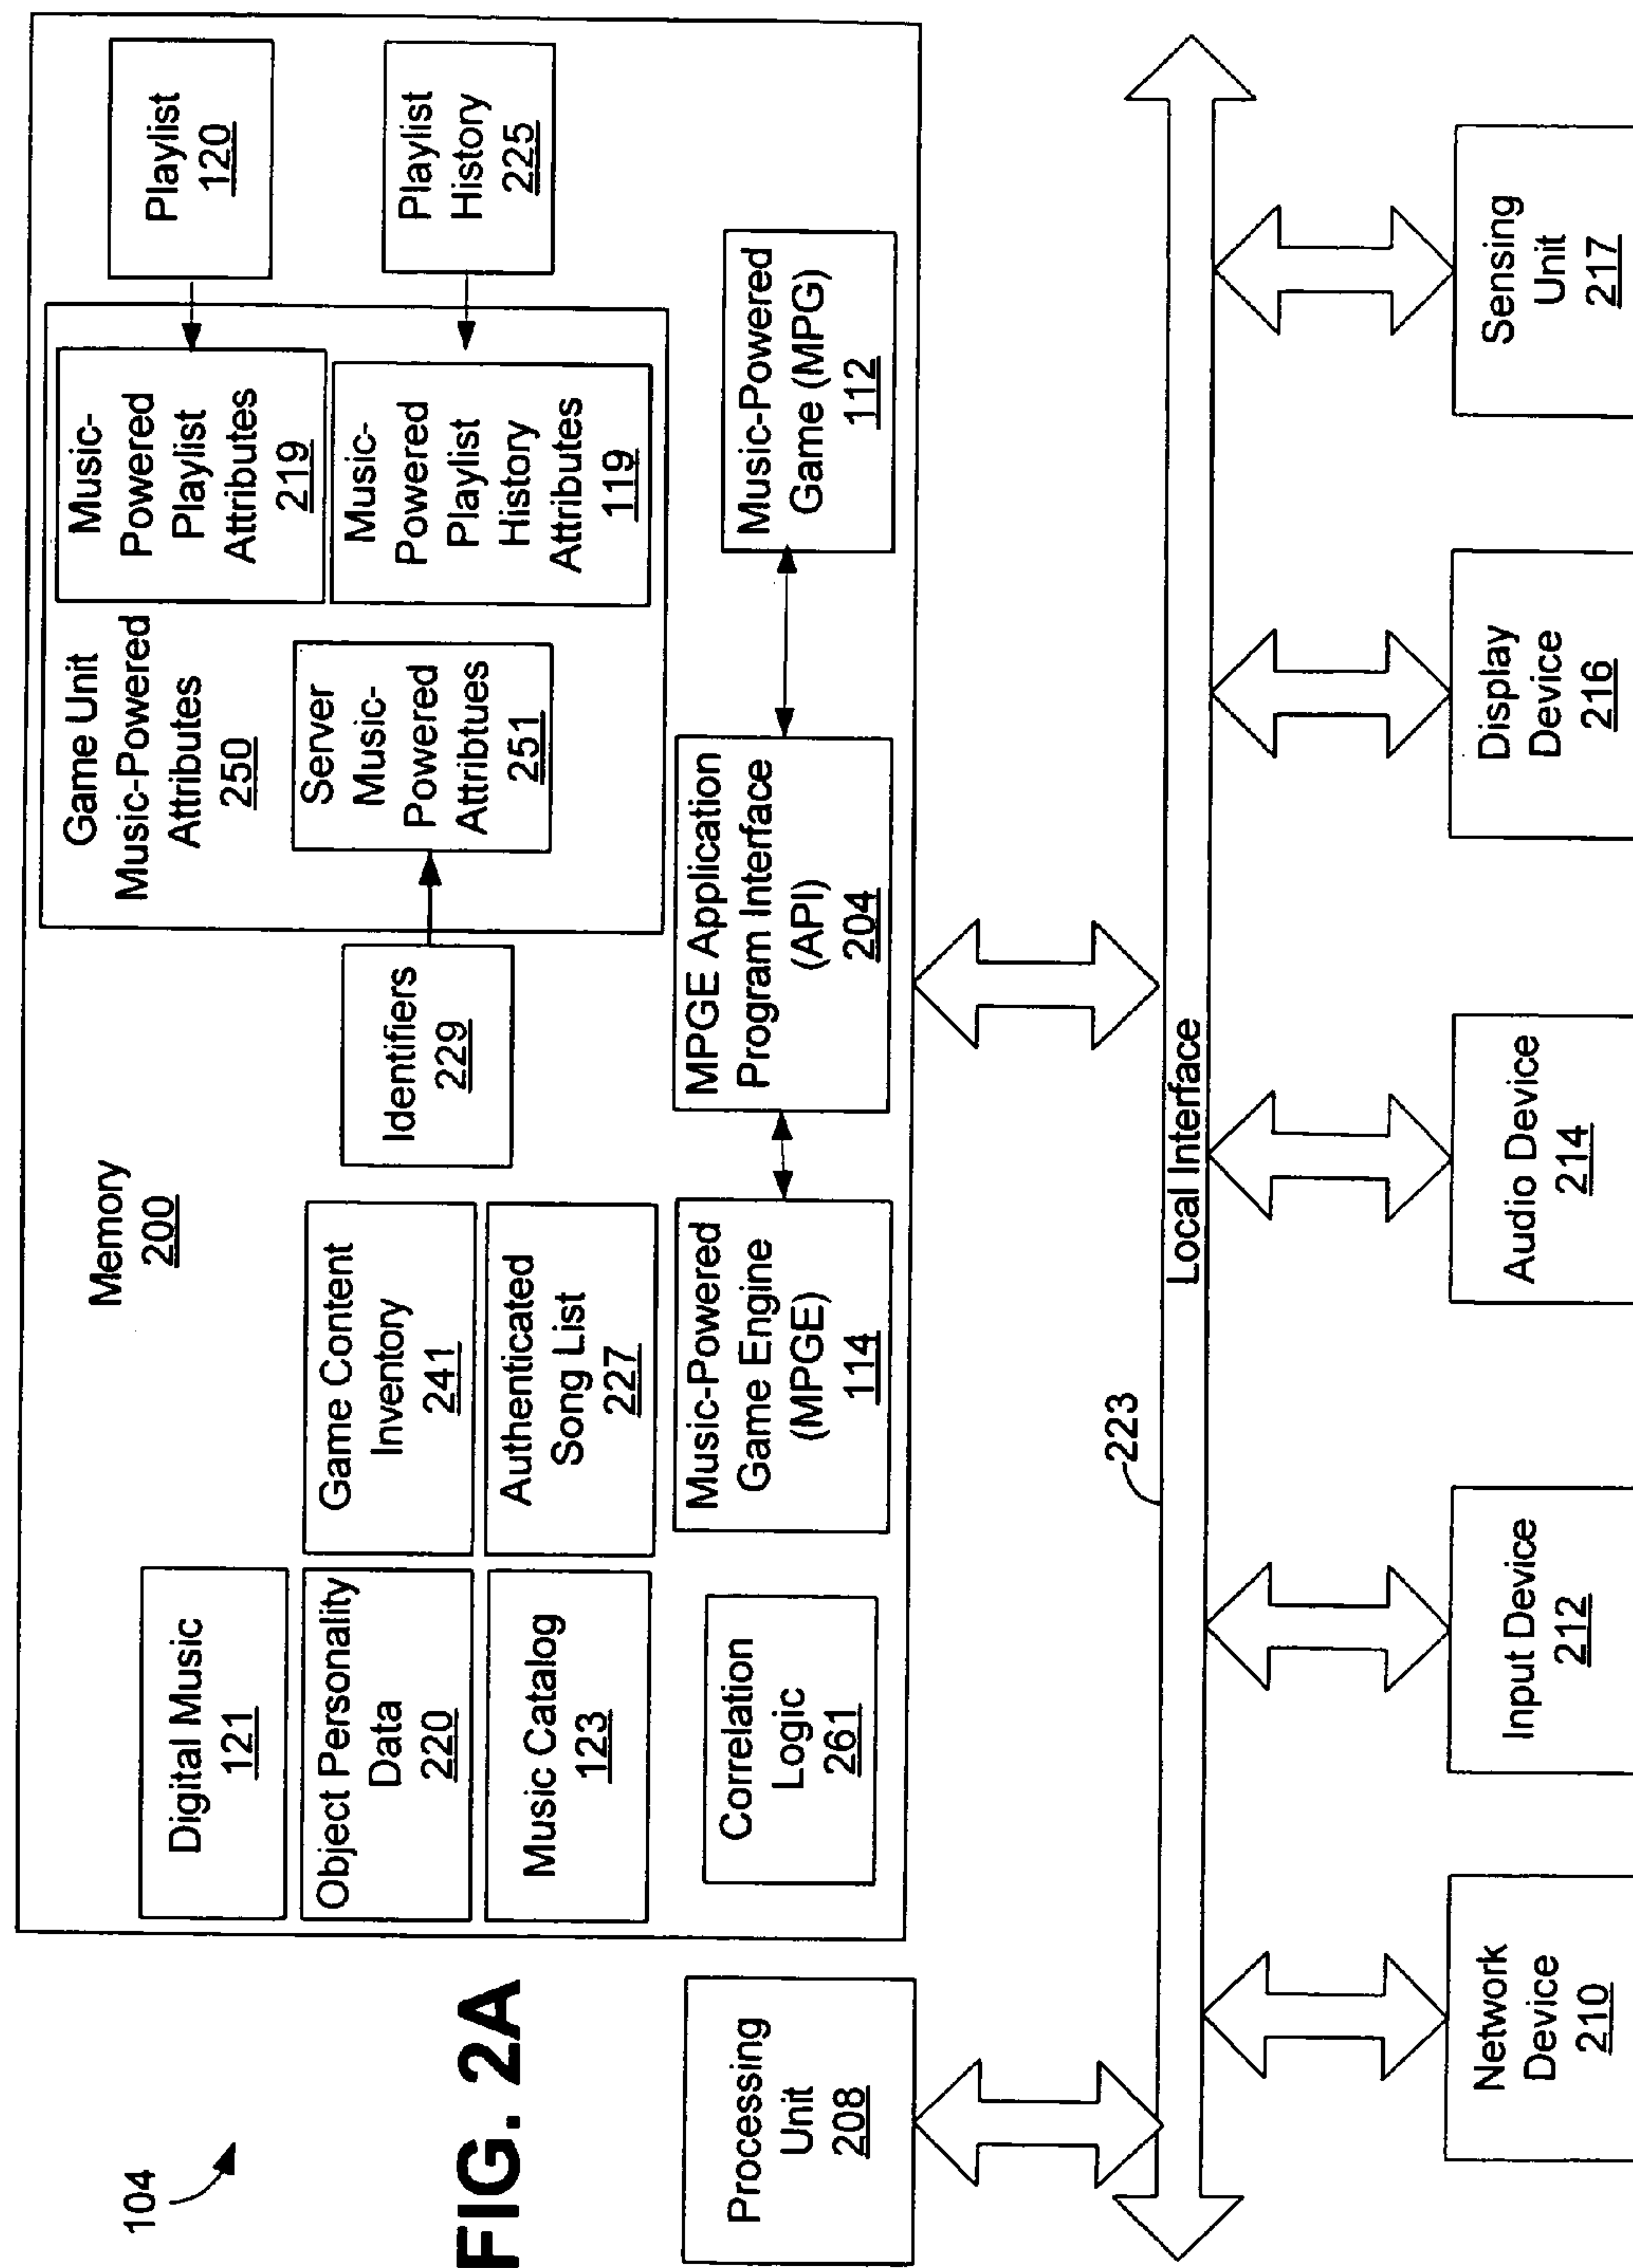 104
FIG. 2A
Memory
200
Digital Music
121
Object Personality
Data
220
Music Catalog
123
Correlation
Logic
261
Game Content
Inventory
241
Authenticated
Song List
227
Music-Powered
Game Engine
(MPGE)
114
Identifiers
229
MPGE Application
Program Interface
(API)
204
Game Unit
Music-Powered
Attributes
250
Server
Music-
Powered
Attribtues
251
Music-
Powered
Playlist
Attributes
219
Music-
Powered
Playlist
History
Attributes
119
Playlist
120
Playlist
History
225
Music-Powered
Game (MPG)
112
Processing
Unit
208
223
Local Interface
Network
Device
210
Input Device
212
Audio Device
214
Display
Device
216
Sensing
Unit
217